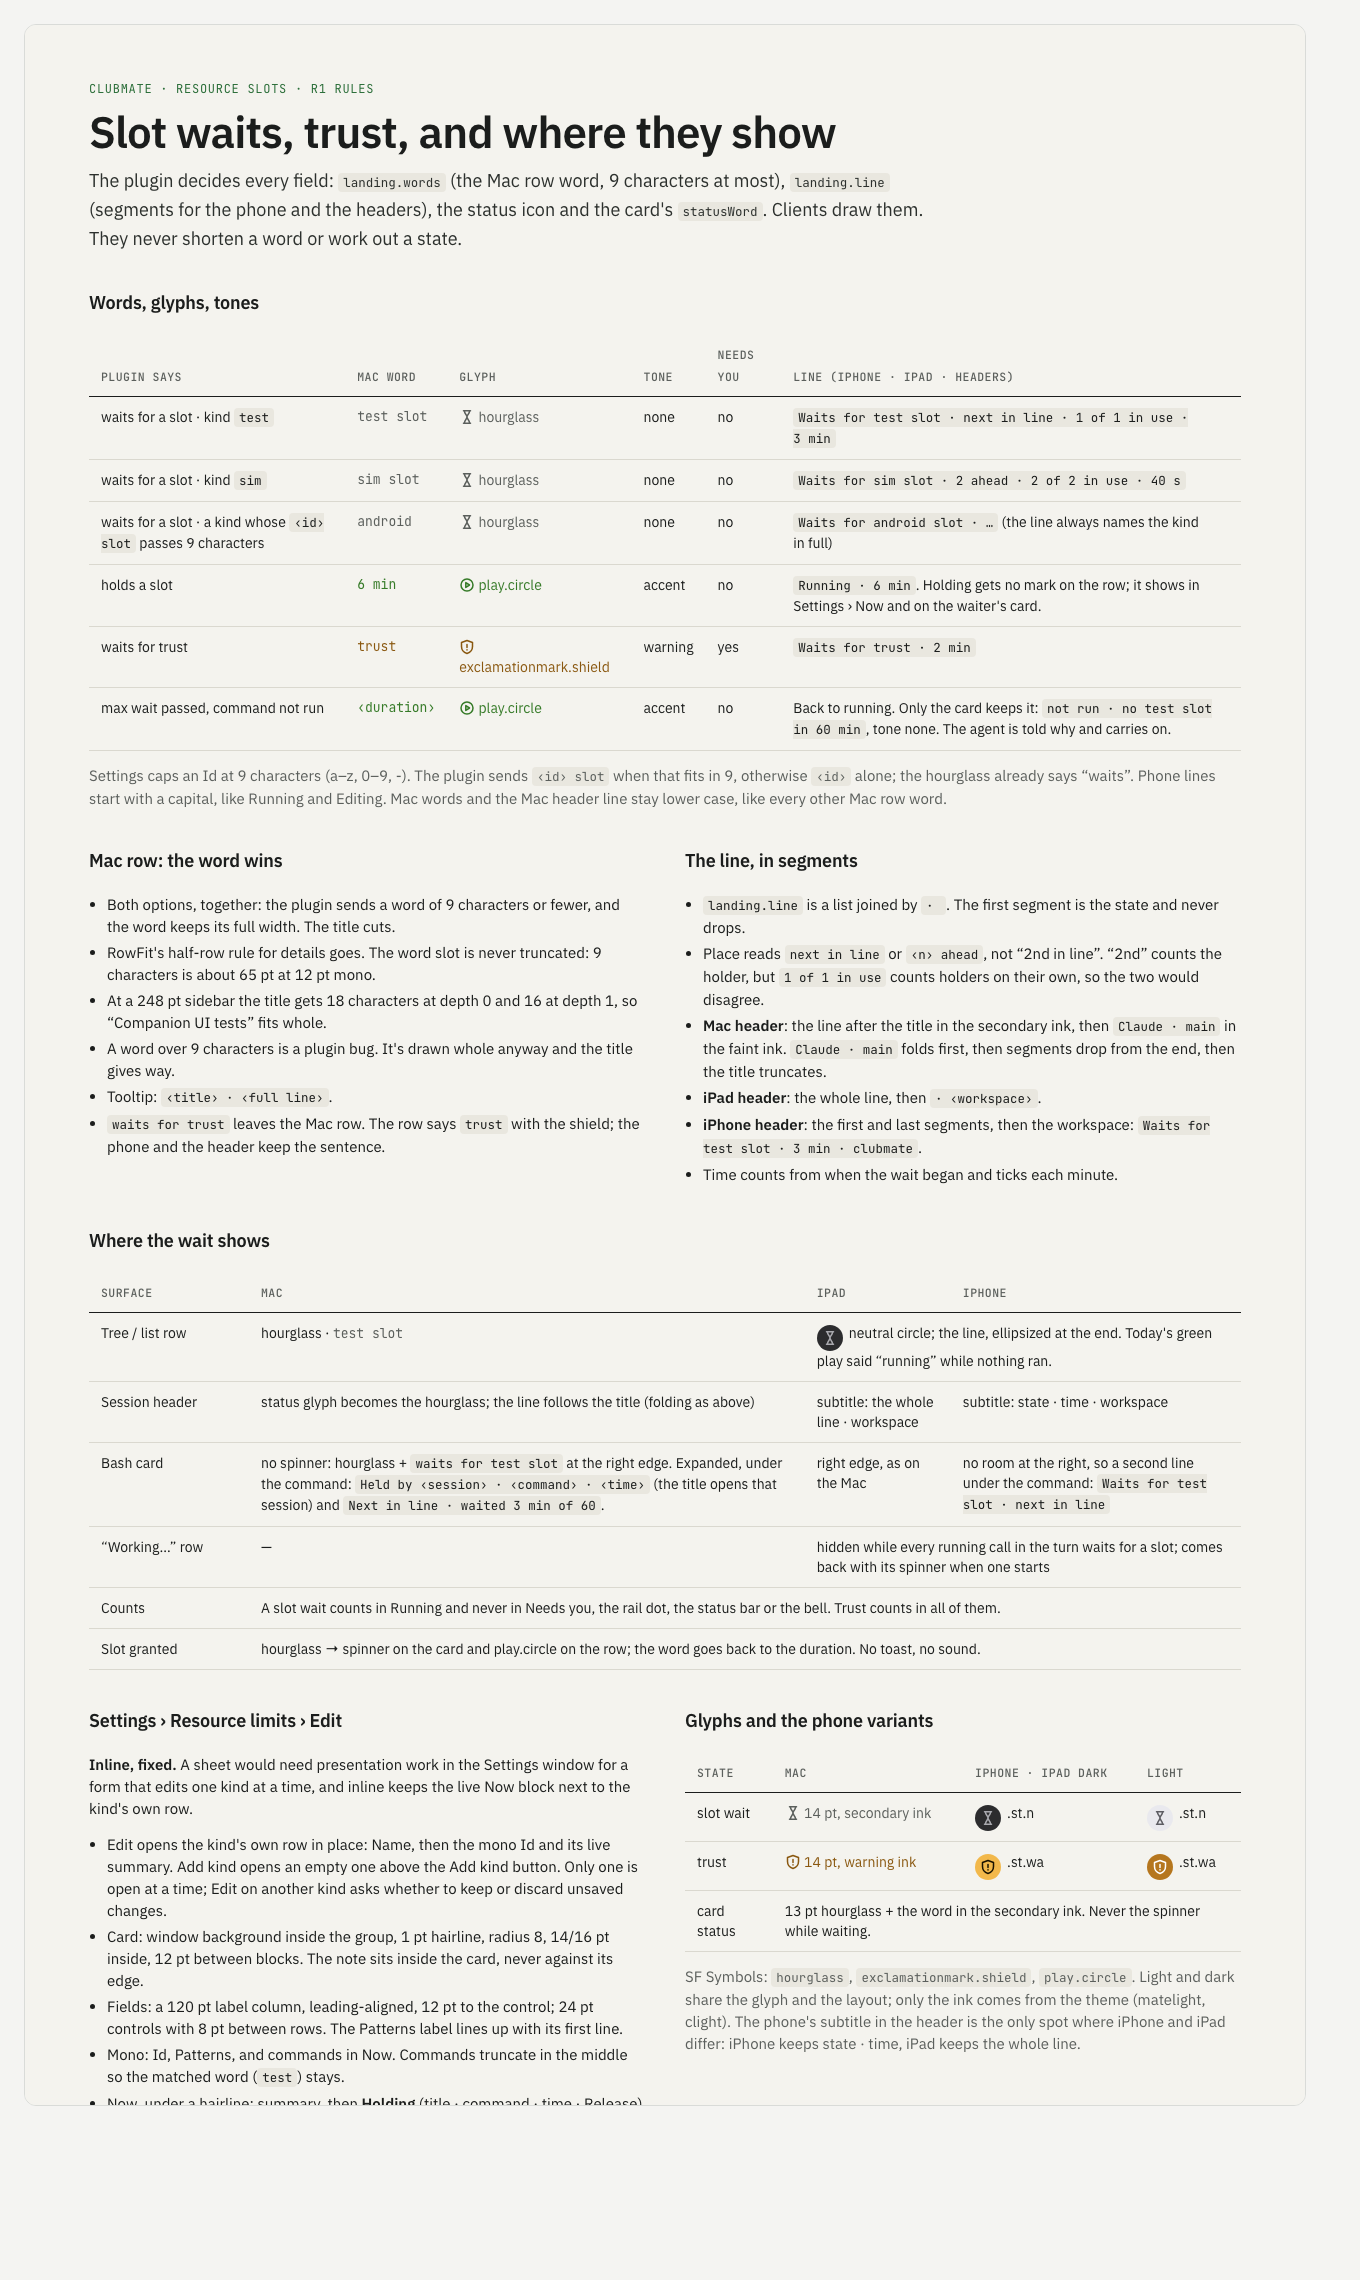 CLUBMATE · RESOURCE SLOTS · R1 RULES
Slot waits, trust, and where they show
The plugin decides every field: landing.words (the Mac row word, 9 characters at most), landing.line
(segments for the phone and the headers), the status icon and the card's statusWord. Clients draw them.
They never shorten a word or work out a state.
Words, glyphs, tones
NEEDS
PLUGIN SAYS MAC WORD GLYPH TONE YOU LINE (IPHONE · IPAD · HEADERS)
waits for a slot · kind test test slot hourglass none no Waits for test slot · next in line · 1 of 1 in use ·
3 min
waits for a slot · kind sim sim slot hourglass none no Waits for sim slot · 2 ahead · 2 of 2 in use · 40 s
waits for a slot · a kind whose ‹id› android hourglass none no Waits for android slot · … (the line always names the kind
slot passes 9 characters in full)
holds a slot 6 min play.circle accent no Running · 6 min. Holding gets no mark on the row; it shows in
Settings › Now and on the waiter's card.
waits for trust trust warning yes Waits for trust · 2 min
exclamationmark.shield
max wait passed, command not run ‹duration› play.circle accent no Back to running. Only the card keeps it: not run · no test slot
in 60 min, tone none. The agent is told why and carries on.
Settings caps an Id at 9 characters (a–z, 0–9, -). The plugin sends ‹id› slot when that fits in 9, otherwise ‹id› alone; the hourglass already says “waits”. Phone lines
start with a capital, like Running and Editing. Mac words and the Mac header line stay lower case, like every other Mac row word.
Mac row: the word wins
• Both options, together: the plugin sends a word of 9 characters or fewer, and
the word keeps its full width. The title cuts.
• RowFit's half-row rule for details goes. The word slot is never truncated: 9
characters is about 65 pt at 12 pt mono.
• At a 248 pt sidebar the title gets 18 characters at depth 0 and 16 at depth 1, so
“Companion UI tests” fits whole.
• A word over 9 characters is a plugin bug. It's drawn whole anyway and the title
gives way.
• Tooltip: ‹title› · ‹full line›.
• waits for trust leaves the Mac row. The row says trust with the shield; the
phone and the header keep the sentence.
The line, in segments
• landing.line is a list joined by · . The first segment is the state and never
drops.
• Place reads next in line or ‹n› ahead, not “2nd in line”. “2nd” counts the
holder, but 1 of 1 in use counts holders on their own, so the two would
disagree.
• Mac header: the line after the title in the secondary ink, then Claude · main in
the faint ink. Claude · main folds first, then segments drop from the end, then
the title truncates.
• iPad header: the whole line, then · ‹workspace›.
• iPhone header: the first and last segments, then the workspace: Waits for
test slot · 3 min · clubmate.
• Time counts from when the wait began and ticks each minute.
Where the wait shows
SURFACE MAC IPAD IPHONE
Tree / list row hourglass · test slot neutral circle; the line, ellipsized at the end. Today's green
play said “running” while nothing ran.
Session header status glyph becomes the hourglass; the line follows the title (folding as above) subtitle: the whole subtitle: state · time · workspace
line · workspace
Bash card no spinner: hourglass + waits for test slot at the right edge. Expanded, under right edge, as on no room at the right, so a second line
the command: Held by ‹session› · ‹command› · ‹time› (the title opens that the Mac under the command: Waits for test
session) and Next in line · waited 3 min of 60. slot · next in line
“Working…” row — hidden while every running call in the turn waits for a slot; comes
back with its spinner when one starts
Counts A slot wait counts in Running and never in Needs you, the rail dot, the status bar or the bell. Trust counts in all of them.
Slot granted hourglass → spinner on the card and play.circle on the row; the word goes back to the duration. No toast, no sound.
Settings › Resource limits › Edit
Inline, fixed. A sheet would need presentation work in the Settings window for a
form that edits one kind at a time, and inline keeps the live Now block next to the
kind's own row.
• Edit opens the kind's own row in place: Name, then the mono Id and its live
summary. Add kind opens an empty one above the Add kind button. Only one is
open at a time; Edit on another kind asks whether to keep or discard unsaved
changes.
• Card: window background inside the group, 1 pt hairline, radius 8, 14/16 pt
inside, 12 pt between blocks. The note sits inside the card, never against its
edge.
• Fields: a 120 pt label column, leading-aligned, 12 pt to the control; 24 pt
controls with 8 pt between rows. The Patterns label lines up with its first line.
• Mono: Id, Patterns, and commands in Now. Commands truncate in the middle
so the matched word (test) stays.
• Now, under a hairline: summary, then Holding (title · command · time · Release)
Glyphs and the phone variants
STATE MAC IPHONE · IPAD DARK LIGHT
slot wait 14 pt, secondary ink .st.n .st.n
trust 14 pt, warning ink .st.wa .st.wa
card 13 pt hourglass + the word in the secondary ink. Never the spinner
status while waiting.
SF Symbols: hourglass, exclamationmark.shield, play.circle. Light and dark
share the glyph and the layout; only the ink comes from the theme (matelight,
clight). The phone's subtitle in the header is the only spot where iPhone and iPad
differ: iPhone keeps state · time, iPad keeps the whole line.